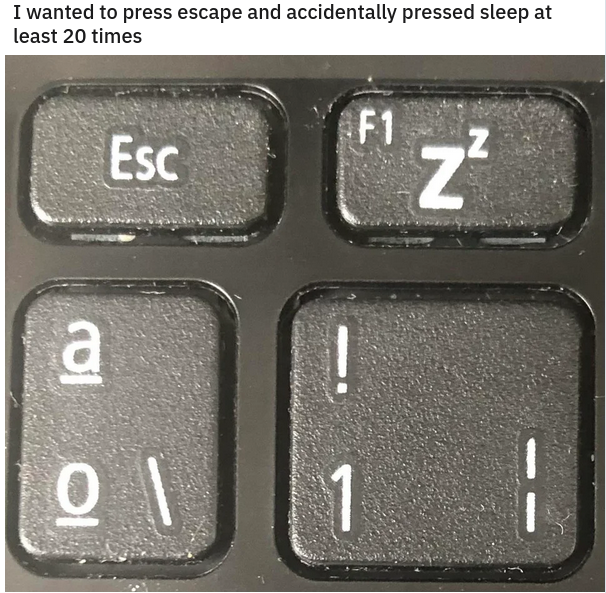 I wanted to press escape and accidentally pressed sleep at
least 20 times
Esc
F1 Zz
a !
o \ 1 ¦